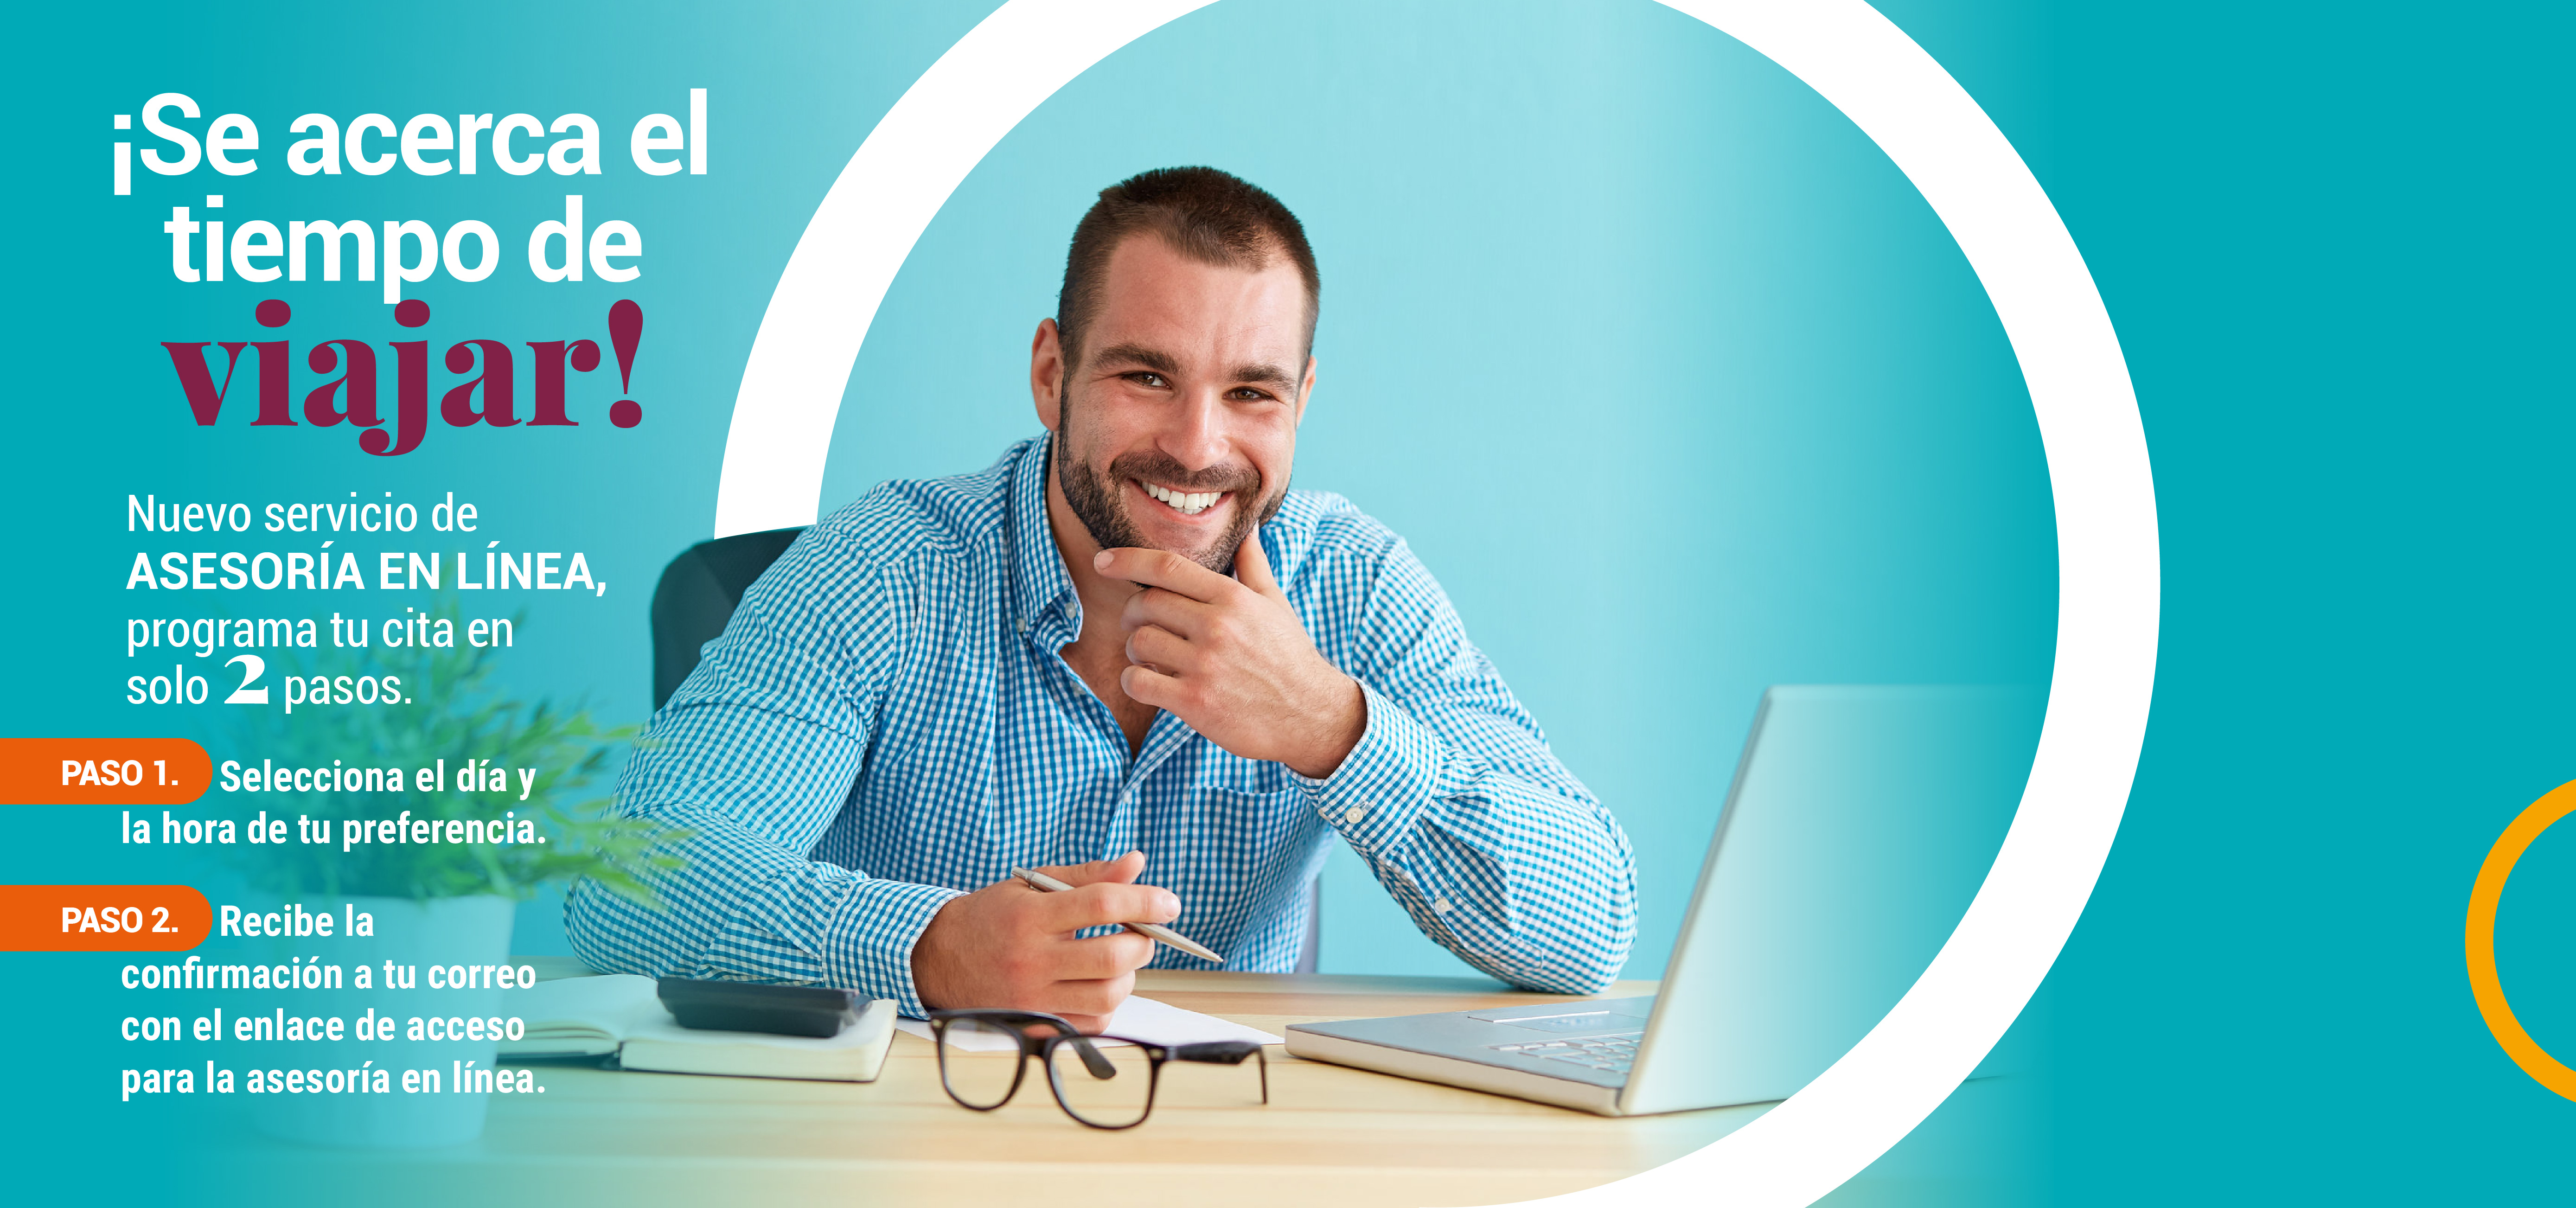 ¡Se acerca el
tiempo de
viajar!
Nuevo servicio de
ASESORÍA EN LÍNEA,
programa tu cita en
solo 2 pasos.
PASO 1. Selecciona el día y
la hora de tu preferencia.
PASO 2. Recibe la
confirmación a tu correo
con el enlace de acceso
para la asesoría en línea.